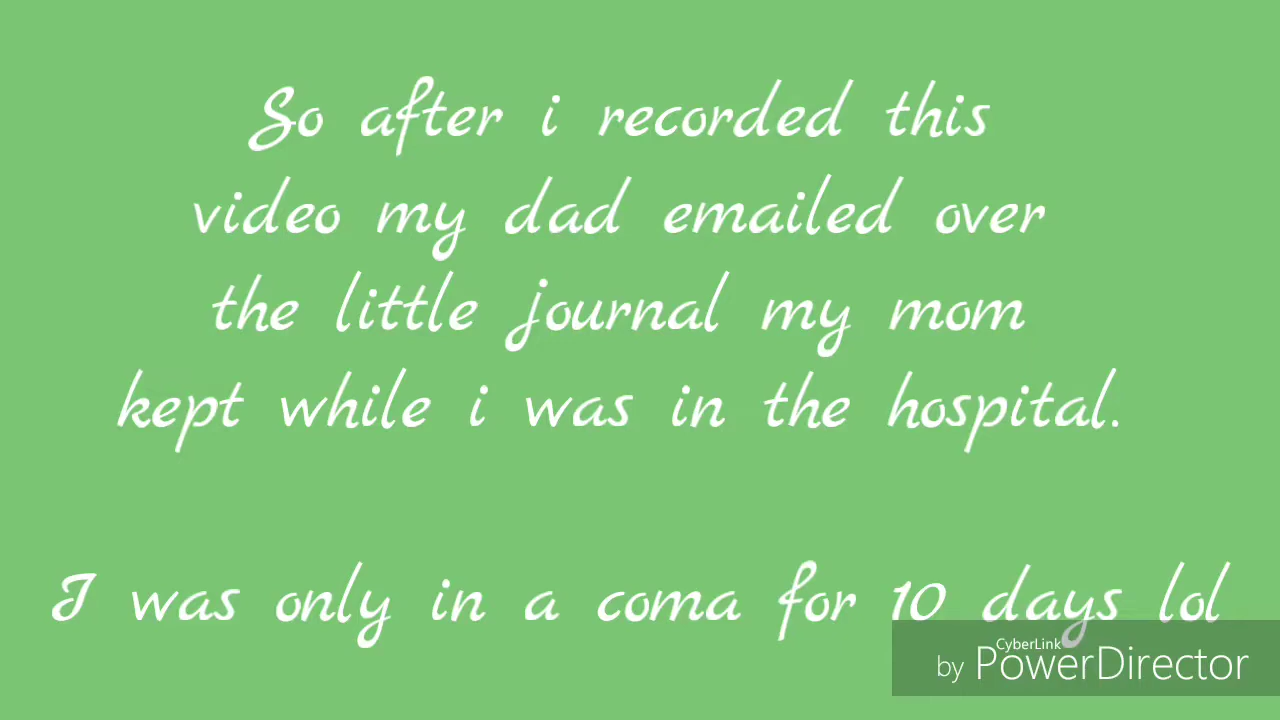 So after i recorded this
video my dad emailed over
the little journal my mom
kept while i was in the hospital.
I was only in a coma for 10 days lol
CyberLink
by PowerDirector